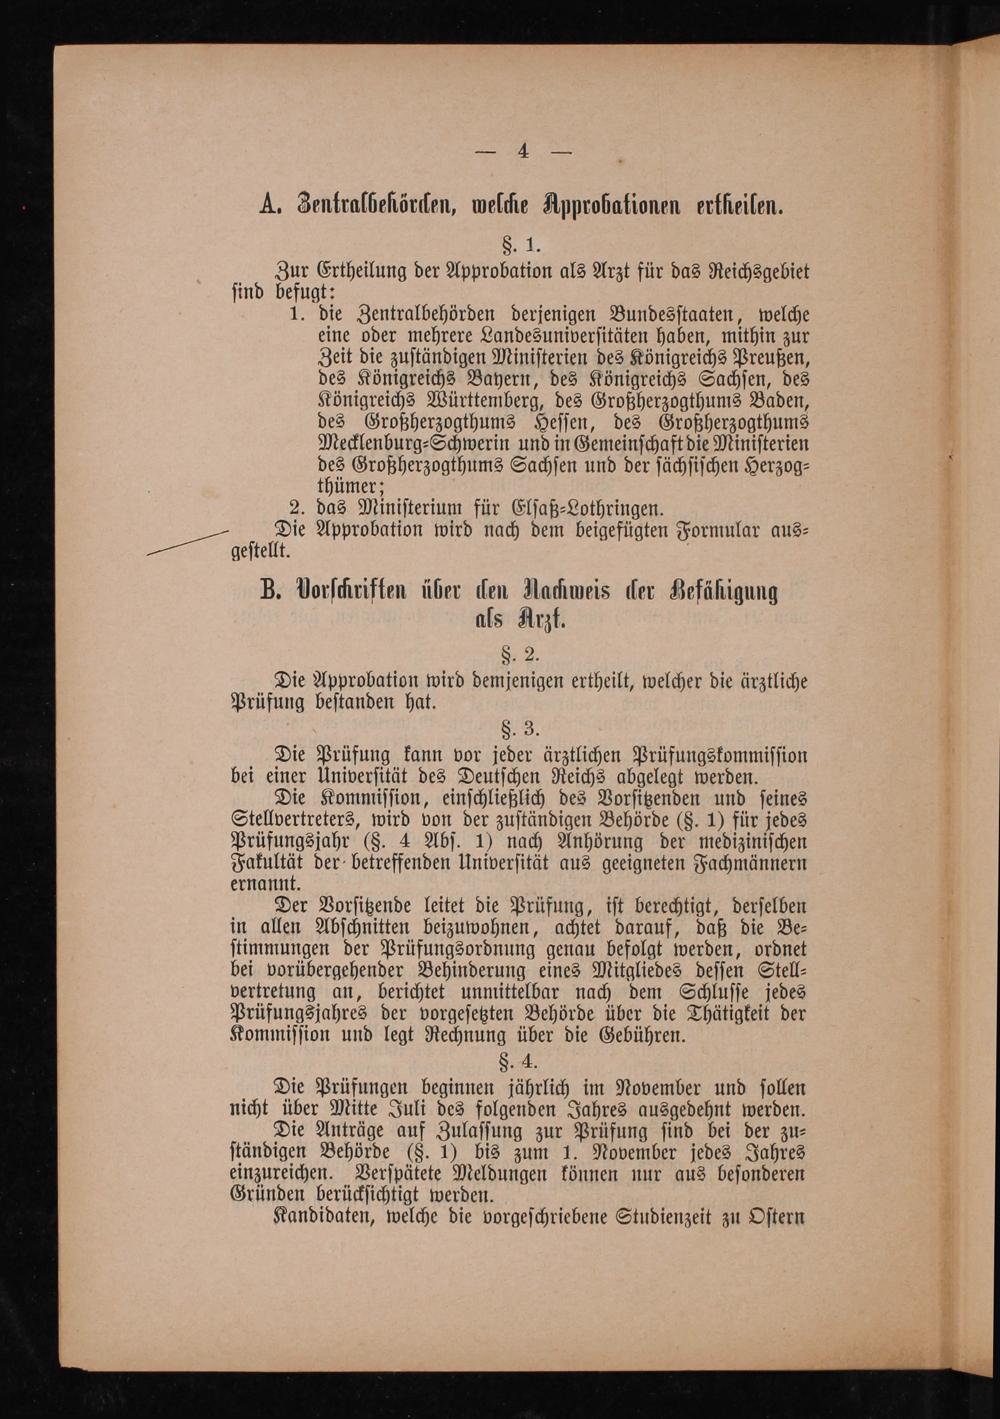 — 4 —
A. Zentralbehörden, welche Approbationen ertheilen.
§. 1.
Zur Ertheilung der Approbation als Arzt für das Reichsgebiet
sind befugt:
1. die Zentralbehörden derjenigen Bundesstaaten, welche
eine oder mehrere Landesuniversitäten haben, mithin zur
Zeit die zuständigen Ministerien des Königreichs Preußen,
des Königreichs Bayern, des Königreichs Sachsen, des
Königreichs Württemberg, des Großherzogthums Baden,
des Großherzogthums Hessen, des Großherzogthums
Mecklenburg-Schwerin und in Gemeinschaft die Ministerien
des Großherzogthums Sachsen und der sächsischen Herzog-
thümer;
2. das Ministerium für Elsaß-Lothringen.
Die Approbation wird nach dem beigefügten Formular aus-
gestellt.
B. Vorschriften über den Nachweis der Befähigung
als Arzt.
§. 2.
Die Approbation wird demjenigen ertheilt, welcher die ärztliche
Prüfung bestanden hat.
§. 3.
Die Prüfung kann vor jeder ärztlichen Prüfungskommission
bei einer Universität des Deutschen Reichs abgelegt werden.
Die Kommission, einschließlich des Vorsitzenden und seines
Stellvertreters, wird von der zuständigen Behörde (§. 1) für jedes
Prüfungsjahr (§. 4 Abs. 1) nach Anhörung der medizinischen
Fakultät der betreffenden Universität aus geeigneten Fachmännern
ernannt.
Der Vorsitzende leitet die Prüfung, ist berechtigt, derselben
in allen Abschnitten beizuwohnen, achtet darauf, daß die Be-
stimmungen der Prüfungsordnung genau befolgt werden, ordnet
bei vorübergehender Behinderung eines Mitgliedes dessen Stell-
vertretung an, berichtet unmittelbar nach dem Schlusse jedes
Prüfungsjahres der vorgesetzten Behörde über die Thätigkeit der
Kommission und legt Rechnung über die Gebühren.
§. 4.
Die Prüfungen beginnen jährlich im November und sollen
nicht über Mitte Juli des folgenden Jahres ausgedehnt werden.
Die Anträge auf Zulassung zur Prüfung sind bei der zu-
ständigen Behörde (§. 1) bis zum 1. November jedes Jahres
einzureichen. Verspätete Meldungen können nur aus besonderen
Gründen berücksichtigt werden.
Kandidaten, welche die vorgeschriebene Studienzeit zu Ostern